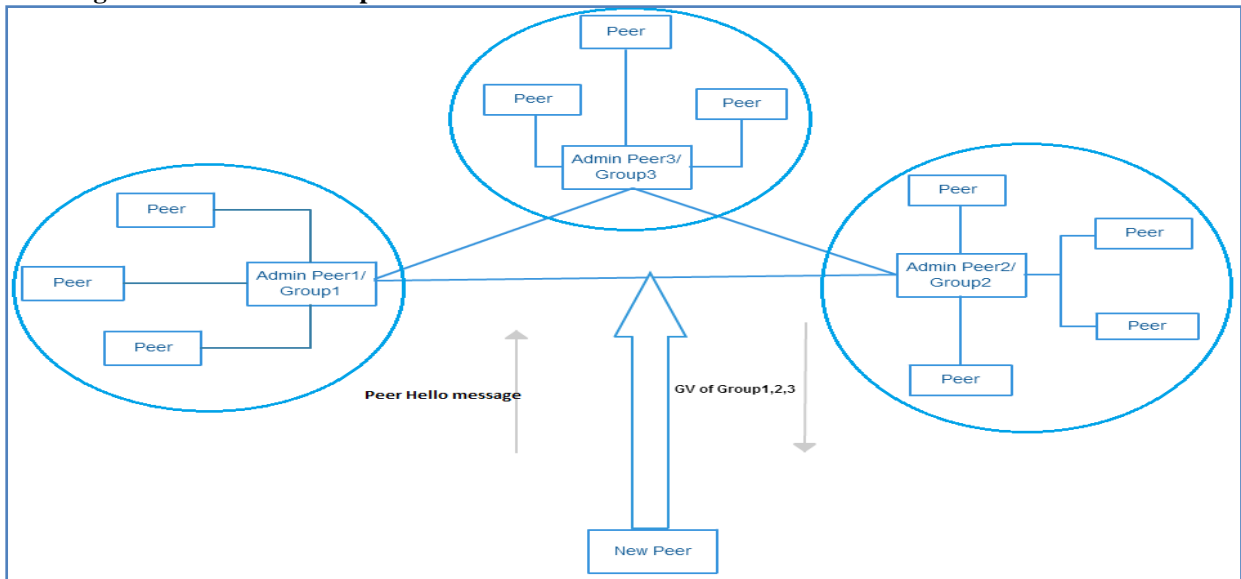 Peer
Peer
Peer
Admin Peer3/
Group3
Peer
Peer
Peer
Admin Peer1/
Group1
Peer
Peer
Admin Peer2/
Group2
Peer
Peer
Peer
Peer Hello message
GV of Group1,2,3
New Peer